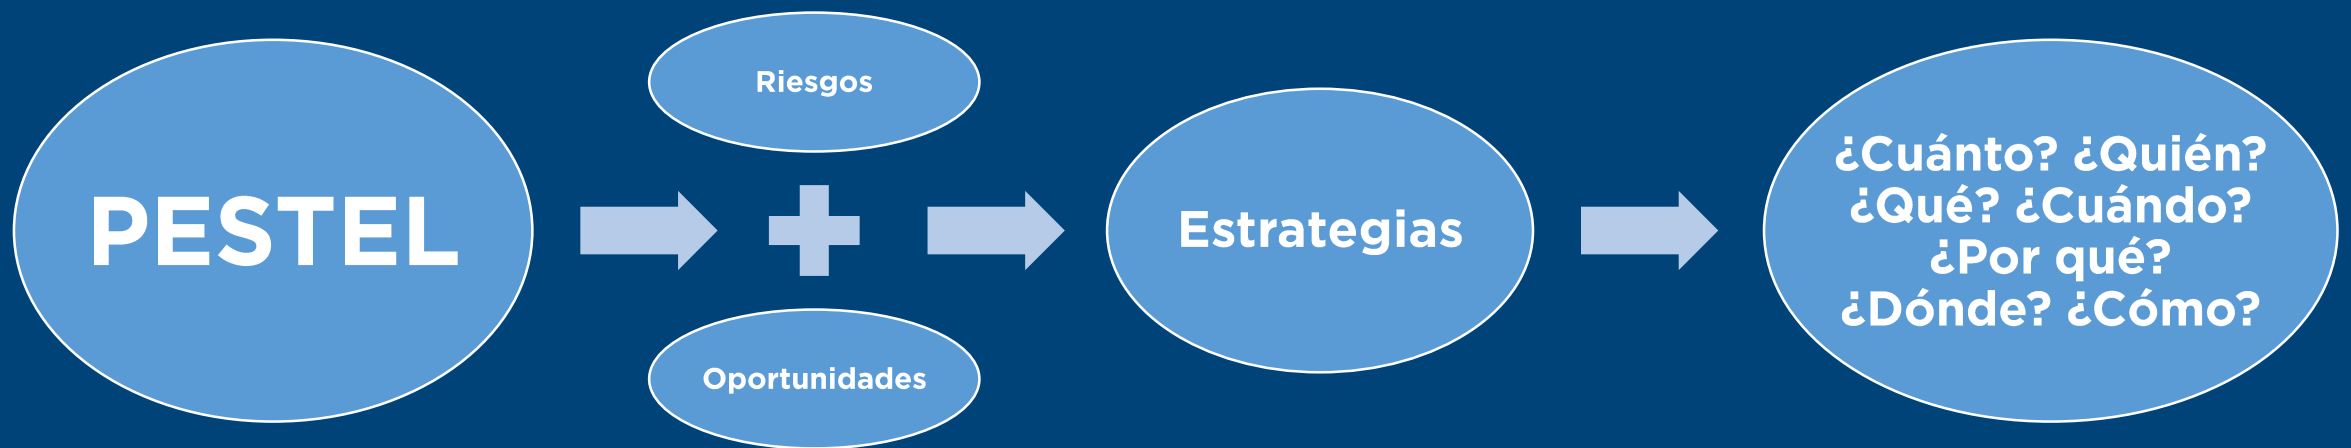 PESTEL
Riesgos
Oportunidades
Estrategias
¿Cuánto? ¿Quién?
¿Qué? ¿Cuándo?
¿Por qué?
¿Dónde? ¿Cómo?